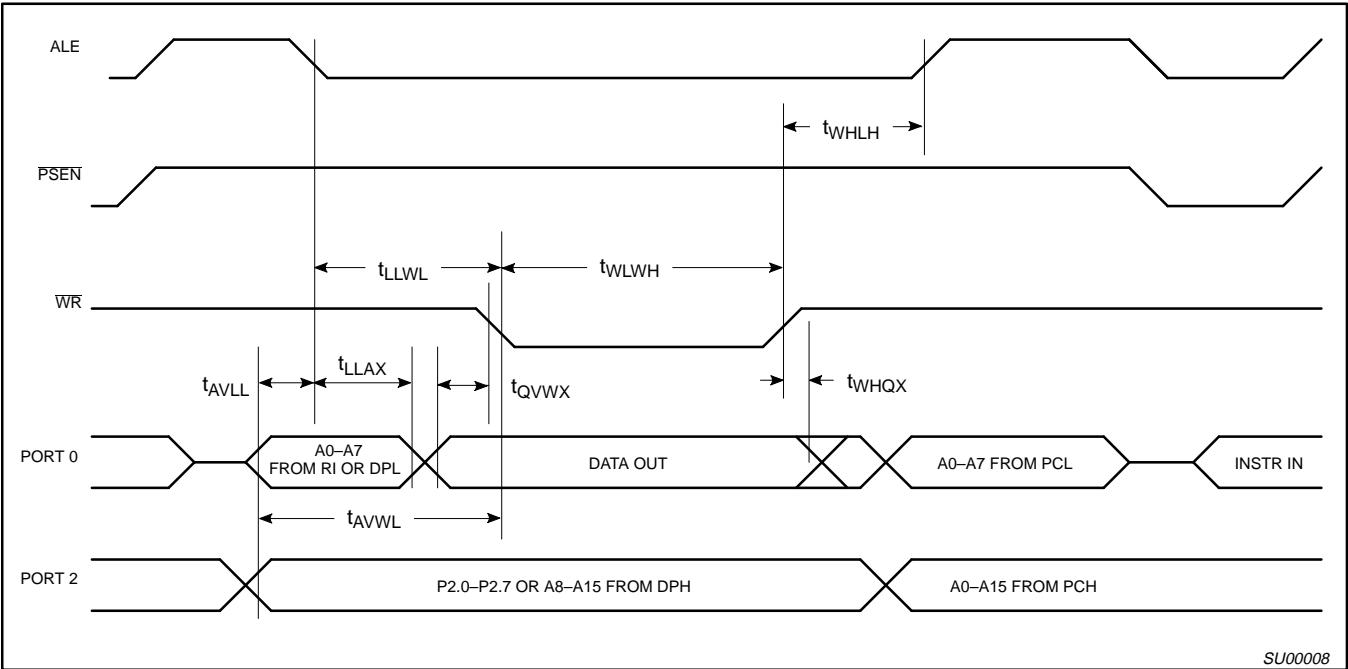 ALE
tWHLH
PSEN
tLLWL
tWLWH
WR
tAVLL
tLLAX
tQVWX
tWHQX
PORT 0
A0–A7
FROM RI OR DPL
DATA OUT
A0–A7 FROM PCL
INSTR IN
tAVWL
PORT 2
P2.0–P2.7 OR A8–A15 FROM DPH
A0–A15 FROM PCH
SU00008